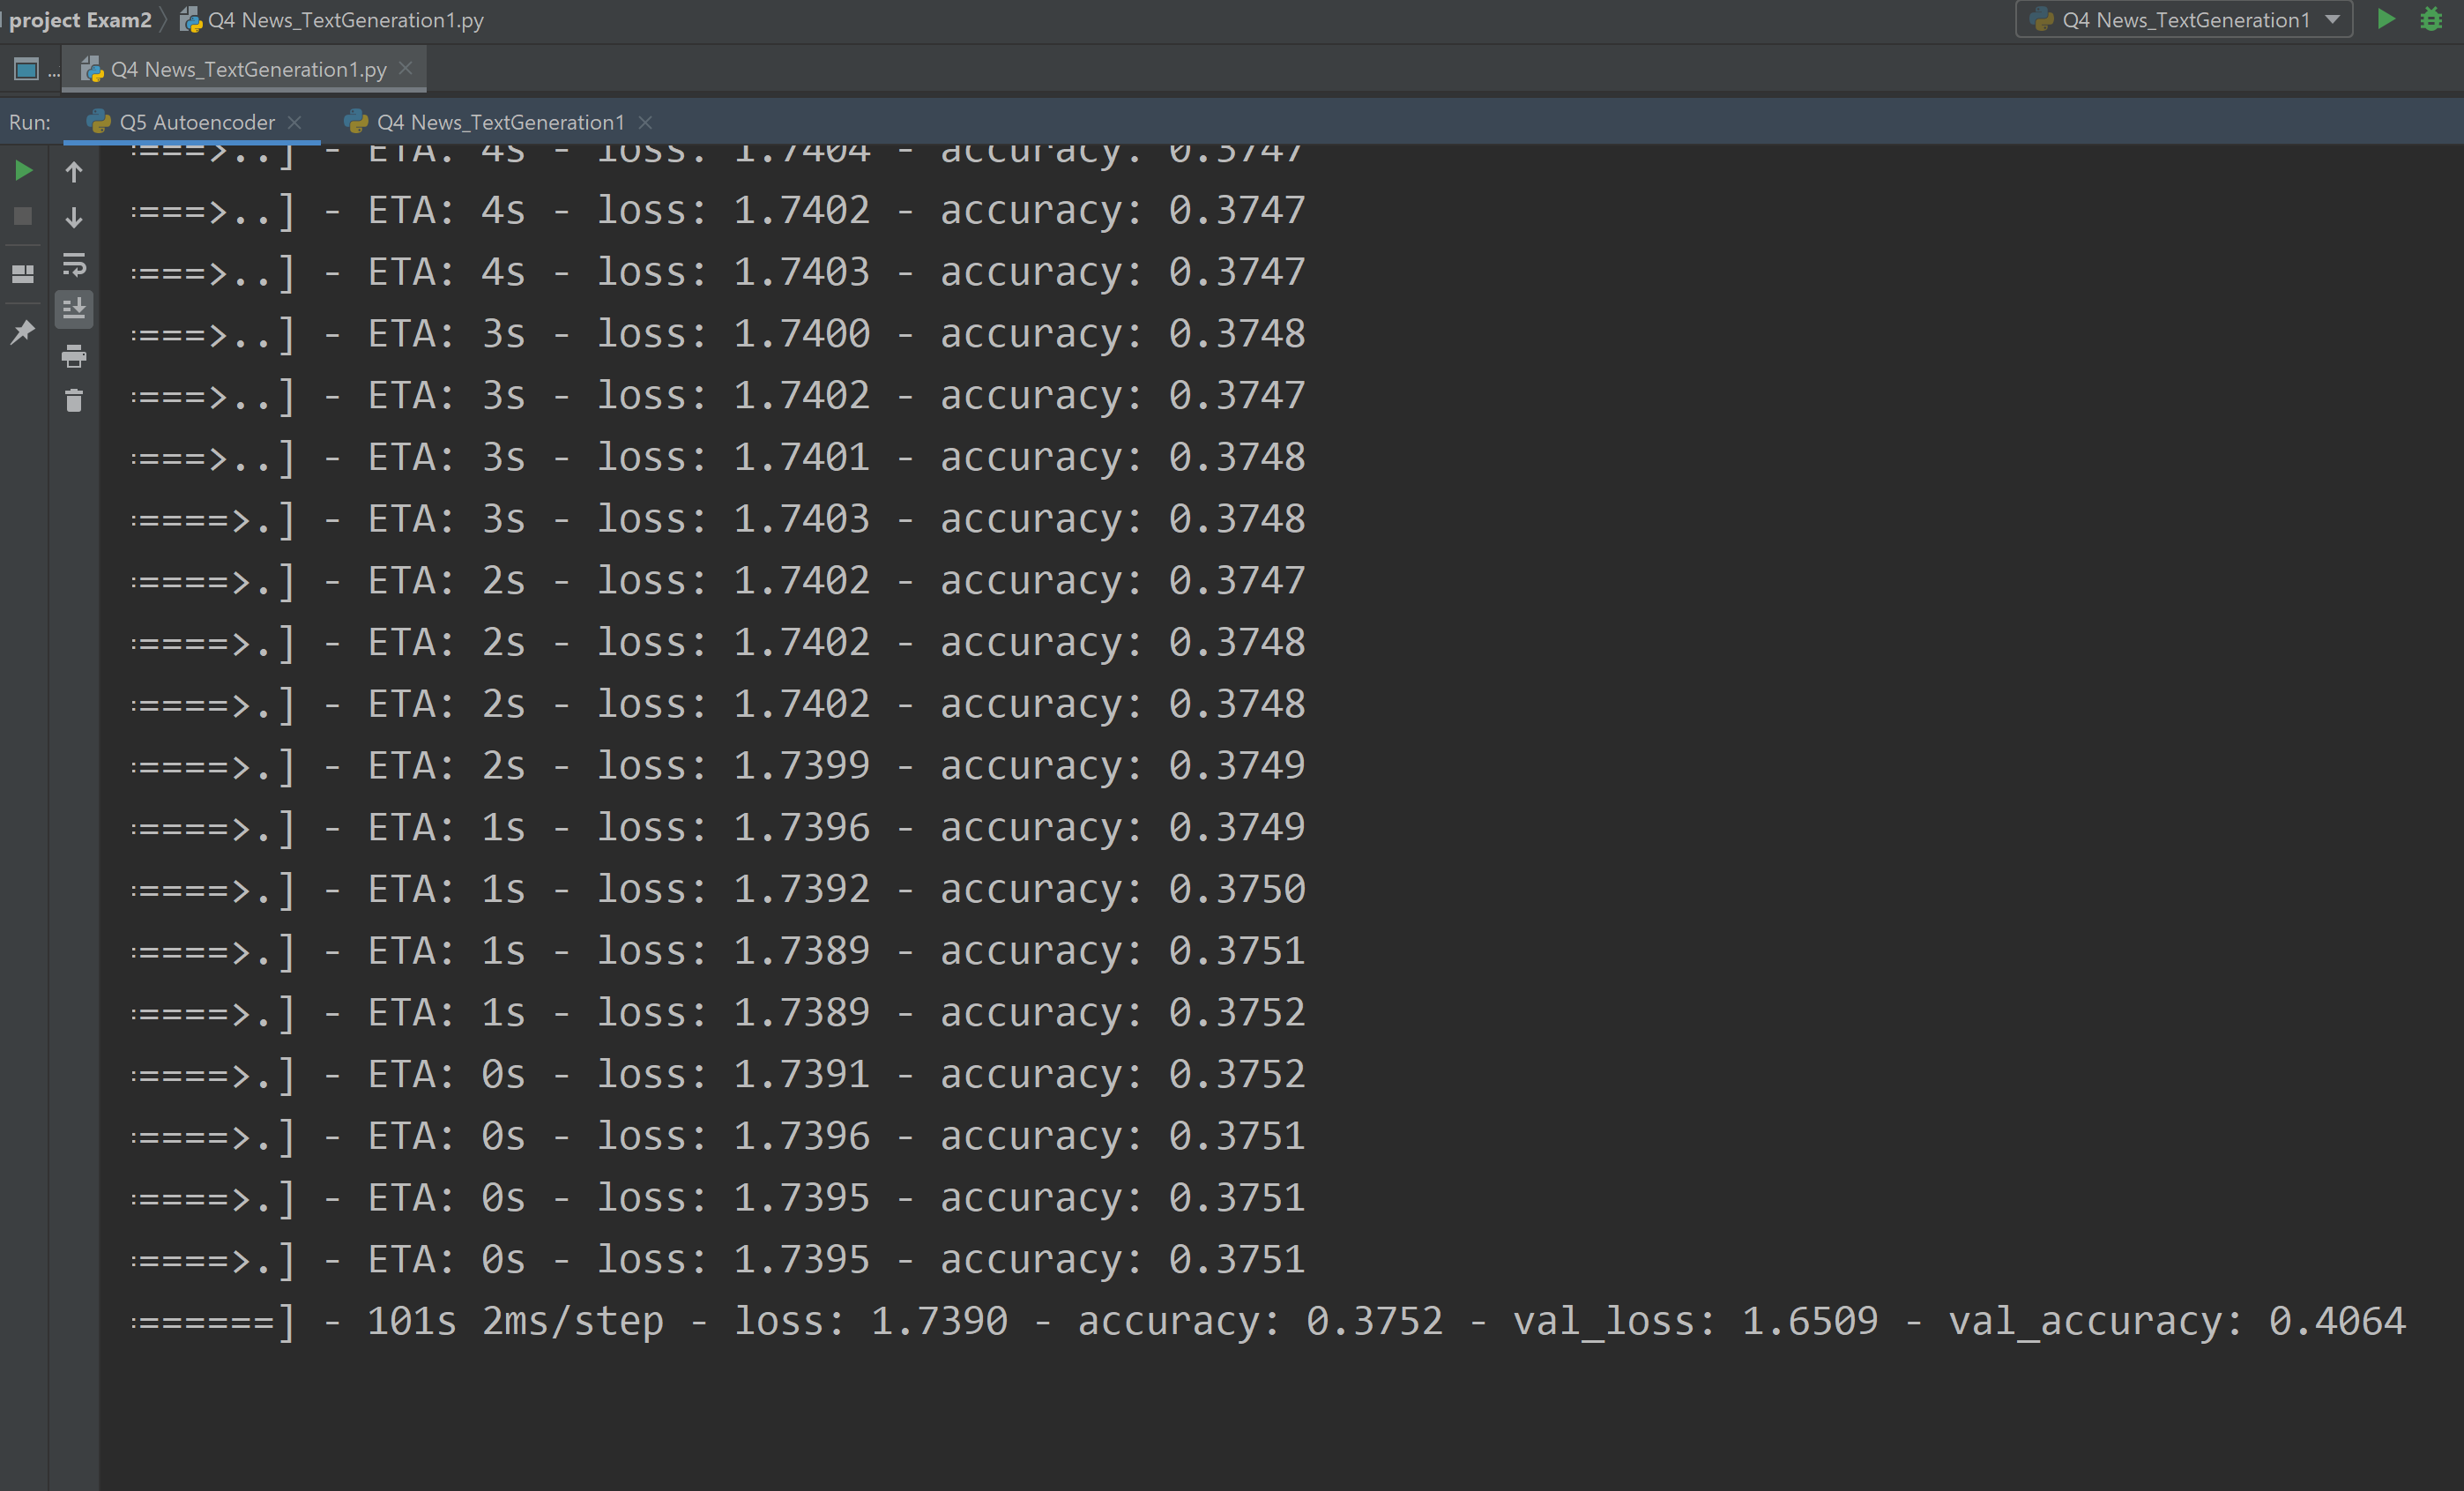 project Exam2 Q4 News_TextGeneration1.py Q4 News_TextGeneration1
... Q4 News_TextGeneration1.py
Run: Q5 Autoencoder Q4 News_TextGeneration1
:===>..] - ETA: 4s - loss: 1.7404 - accuracy: 0.3747
:===>..] - ETA: 4s - loss: 1.7402 - accuracy: 0.3747
:===>..] - ETA: 4s - loss: 1.7403 - accuracy: 0.3747
:===>..] - ETA: 3s - loss: 1.7400 - accuracy: 0.3748
:===>..] - ETA: 3s - loss: 1.7402 - accuracy: 0.3747
:===>..] - ETA: 3s - loss: 1.7401 - accuracy: 0.3748
:====>.] - ETA: 3s - loss: 1.7403 - accuracy: 0.3748
:====>.] - ETA: 2s - loss: 1.7402 - accuracy: 0.3747
:====>.] - ETA: 2s - loss: 1.7402 - accuracy: 0.3748
:====>.] - ETA: 2s - loss: 1.7402 - accuracy: 0.3748
:====>.] - ETA: 2s - loss: 1.7399 - accuracy: 0.3749
:====>.] - ETA: 1s - loss: 1.7396 - accuracy: 0.3749
:====>.] - ETA: 1s - loss: 1.7392 - accuracy: 0.3750
:====>.] - ETA: 1s - loss: 1.7389 - accuracy: 0.3751
:====>.] - ETA: 1s - loss: 1.7389 - accuracy: 0.3752
:====>.] - ETA: 0s - loss: 1.7391 - accuracy: 0.3752
:====>.] - ETA: 0s - loss: 1.7396 - accuracy: 0.3751
:====>.] - ETA: 0s - loss: 1.7395 - accuracy: 0.3751
:====>.] - ETA: 0s - loss: 1.7395 - accuracy: 0.3751
:======] - 101s 2ms/step - loss: 1.7390 - accuracy: 0.3752 - val_loss: 1.6509 - val_accuracy: 0.4064